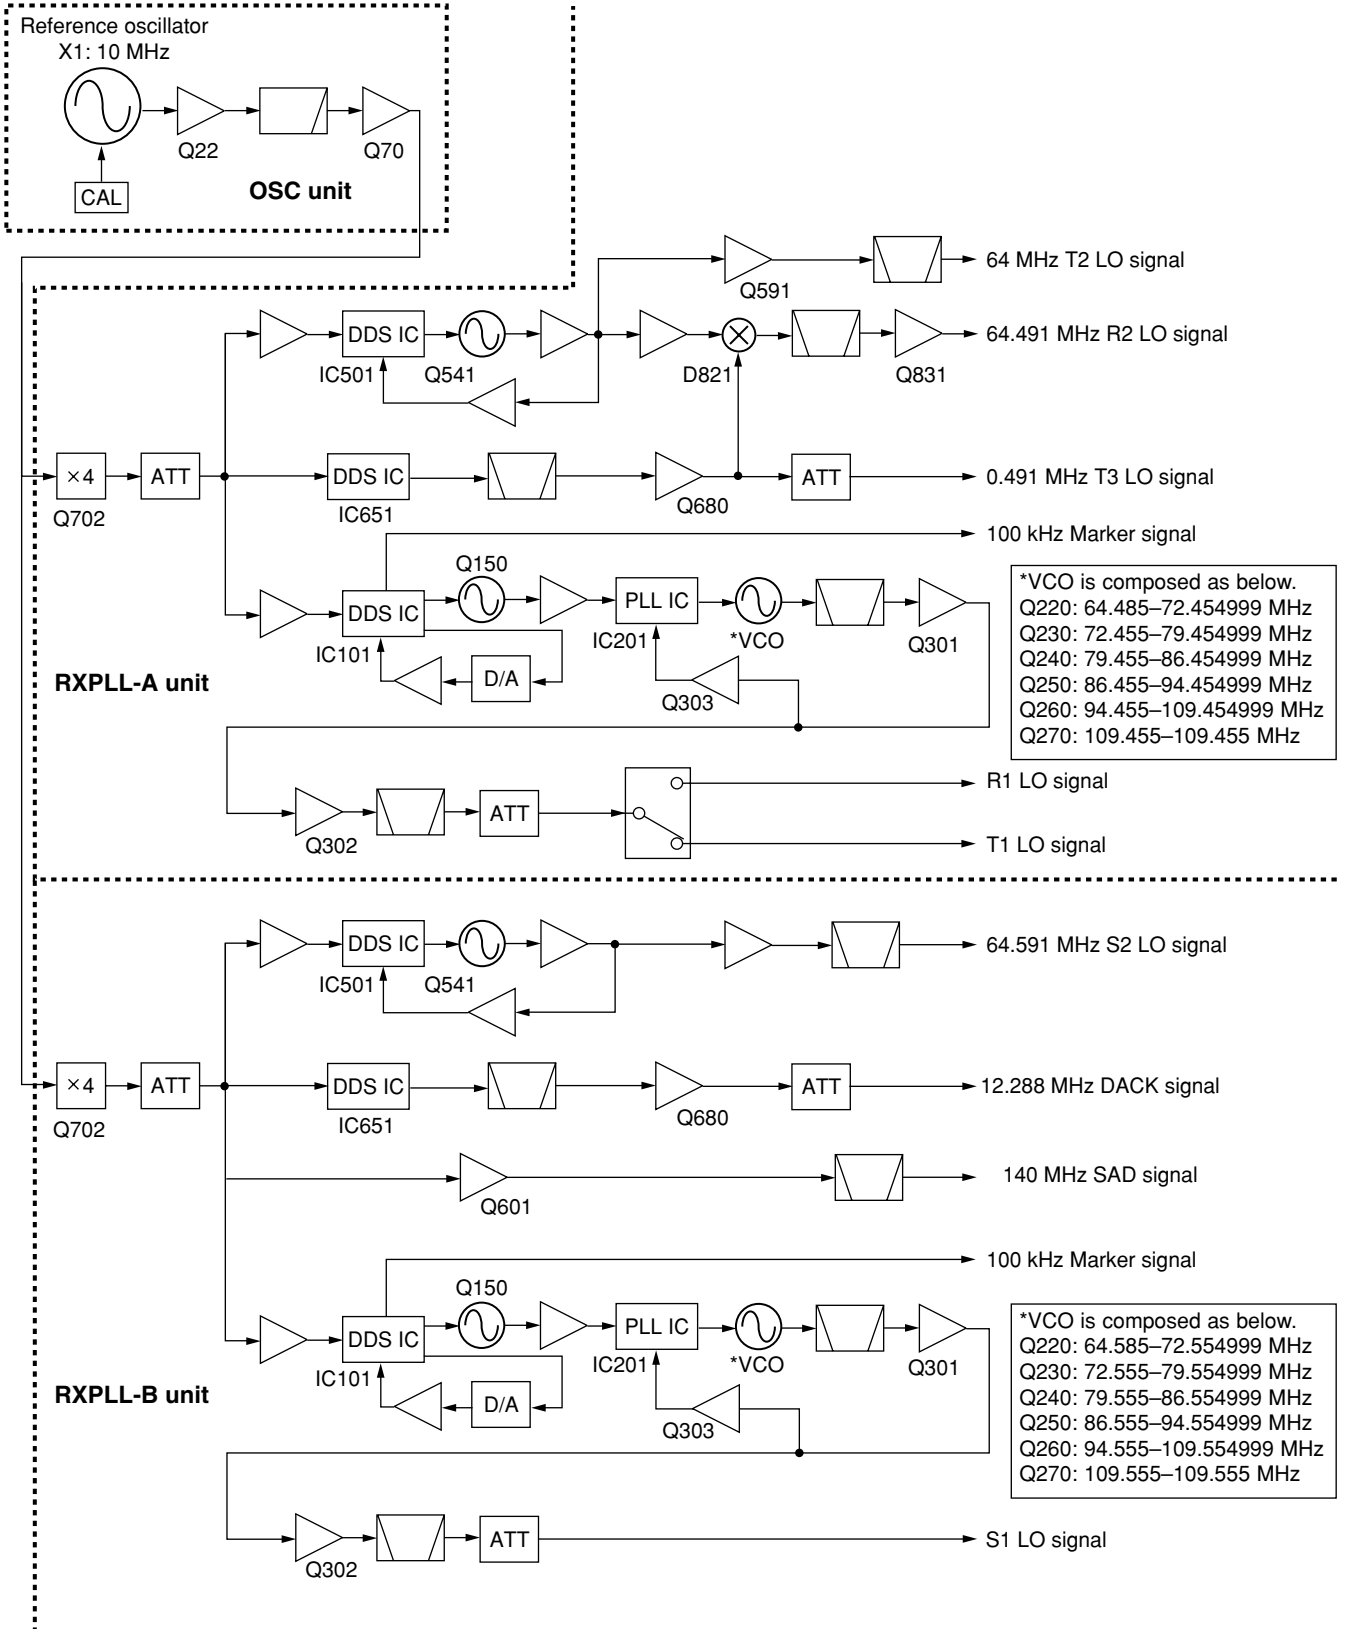 Reference oscillator
X1: 10 MHz
Q22
Q70
CAL
OSC unit
64 MHz T2 LO signal
Q591
DDS IC
64.491 MHz R2 LO signal
IC501
Q541
D821
Q831
×4
ATT
DDS IC
ATT
0.491 MHz T3 LO signal
Q702
IC651
Q680
100 kHz Marker signal
Q150
DDS IC
PLL IC
IC101
IC201
*VCO
Q301
D/A
Q303
RXPLL-A unit
*VCO is composed as below.
Q220: 64.485–72.454999 MHz
Q230: 72.455–79.454999 MHz
Q240: 79.455–86.454999 MHz
Q250: 86.455–94.454999 MHz
Q260: 94.455–109.454999 MHz
Q270: 109.455–109.455 MHz
R1 LO signal
ATT
Q302
T1 LO signal
DDS IC
64.591 MHz S2 LO signal
IC501
Q541
×4
ATT
DDS IC
ATT
12.288 MHz DACK signal
Q702
IC651
Q680
140 MHz SAD signal
Q601
100 kHz Marker signal
Q150
DDS IC
PLL IC
IC101
IC201
*VCO
Q301
D/A
Q303
RXPLL-B unit
*VCO is composed as below.
Q220: 64.585–72.554999 MHz
Q230: 72.555–79.554999 MHz
Q240: 79.555–86.554999 MHz
Q250: 86.555–94.554999 MHz
Q260: 94.555–109.554999 MHz
Q270: 109.555–109.555 MHz
ATT
S1 LO signal
Q302